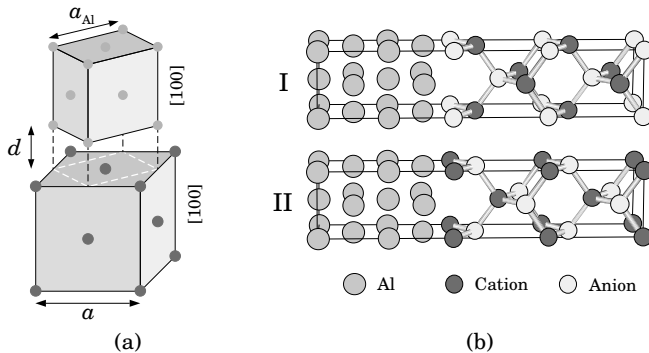 a_Al
[100]
d
[100]
a
(a)
I
II
Al
Cation
Anion
(b)